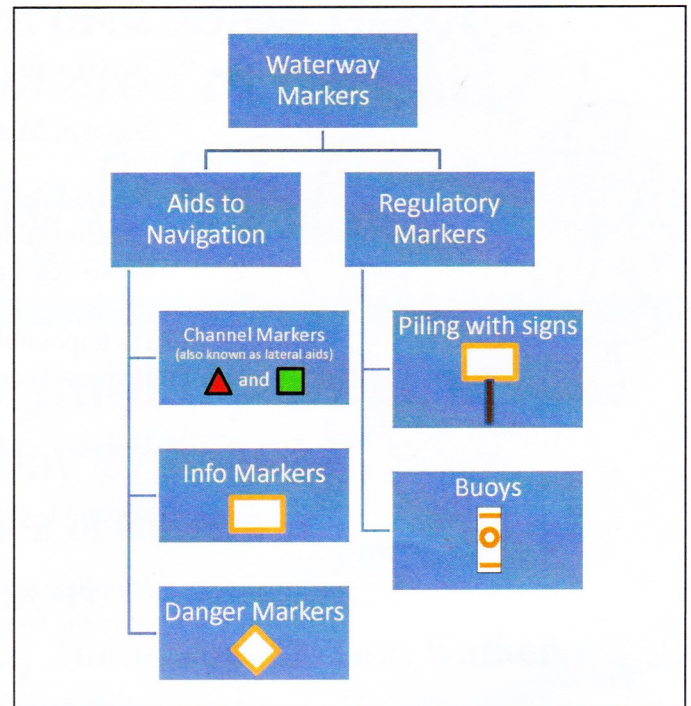 Waterway
Markers
Aids to
Navigation
Regulatory
Markers
Channel Markers
(also known as lateral aids)
and
Info Markers
Danger Markers
Piling with signs
Buoys